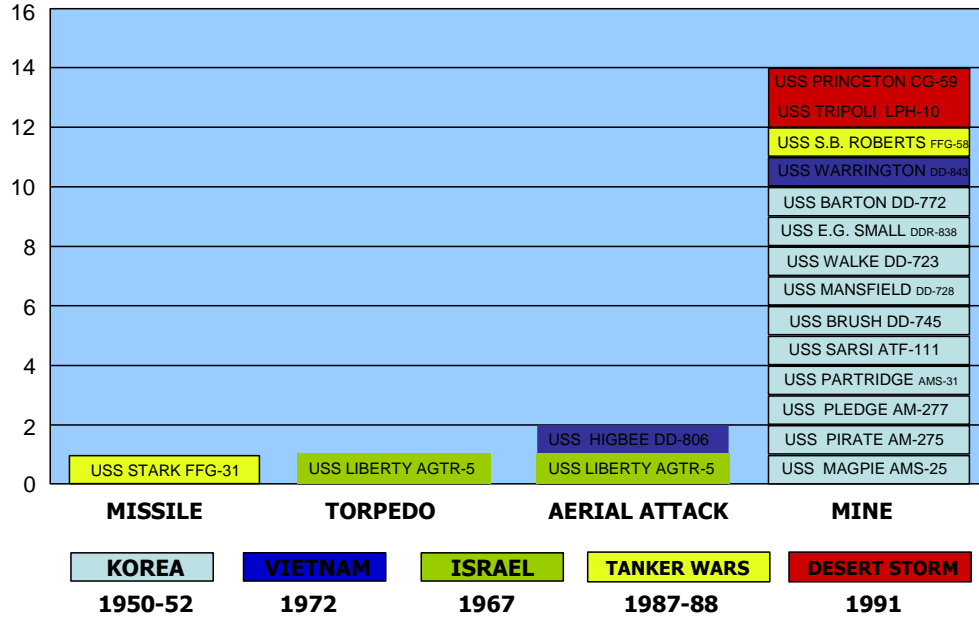 16
14
12
10
8
6
4
2
0
USS PRINCETON CG-59
USS TRIPOLI LPH-10
USS S.B. ROBERTS FFG-58
USS WARRINGTON DD-843
USS BARTON DD-772
USS E.G. SMALL DDR-838
USS WALKE DD-723
USS MANSFIELD DD-728
USS BRUSH DD-745
USS SARSI ATF-111
USS PARTRIDGE AMS-31
USS PLEDGE AM-277
USS HIGBEE DD-806
USS PIRATE AM-275
USS STARK FFG-31
USS LIBERTY AGTR-5
USS LIBERTY AGTR-5
USS MAGPIE AMS-25
MISSILE
TORPEDO
AERIAL ATTACK
MINE
KOREA
VIETNAM
ISRAEL
TANKER WARS
DESERT STORM
1950-52
1972
1967
1987-88
1991